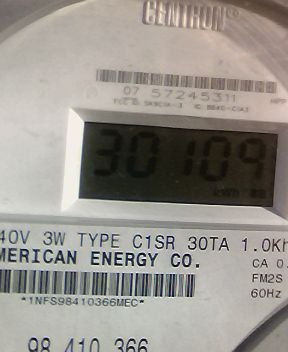 CENTRON®
07 57245311
30109
40V 3W TYPE C1SR 30TA 1.0Kh
MERICAN ENERGY CO.
CA 0.
FM2S
60Hz
*1NFS98410366MEC*
98 410 366